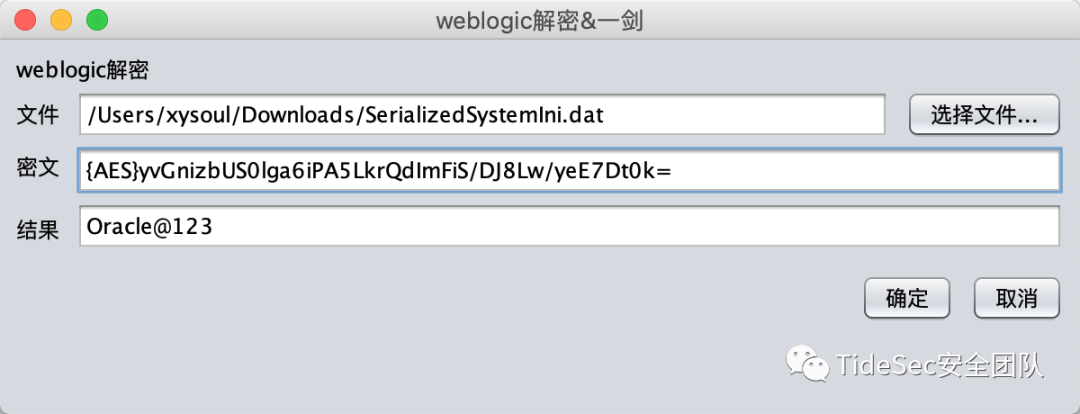 weblogic解密&一剑
weblogic解密
文件 /Users/xysoul/Downloads/SerializedSystemIni.dat 选择文件...
密文 {AES}yvGnizbUS0lga6iPA5LkrQdImFiS/DJ8Lw/yeE7Dt0k=
结果 Oracle@123
确定 取消
TideSec安全团队